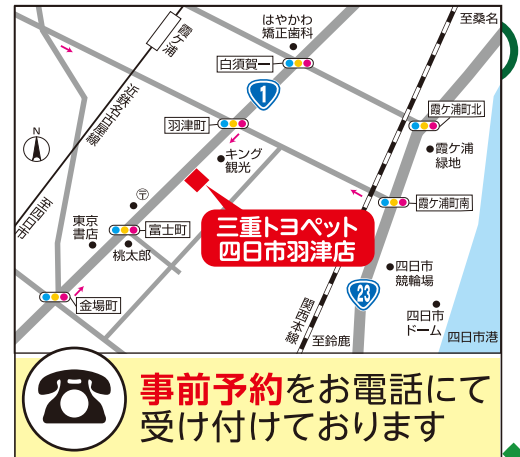 はやかわ
矯正歯科
至桑名
霞ケ浦
白須賀一
1
近鉄名古屋線
羽津町
霞ケ浦町北
キング
観光
霞ケ浦
緑地
N
至四日市
〒
東京
書店
富士町
桃太郎
三重トヨペット
四日市羽津店
霞ケ浦町南
四日市
競輪場
23
金場町
関西本線
至鈴鹿
四日市
ドーム
四日市港
事前予約をお電話にて
受け付けております